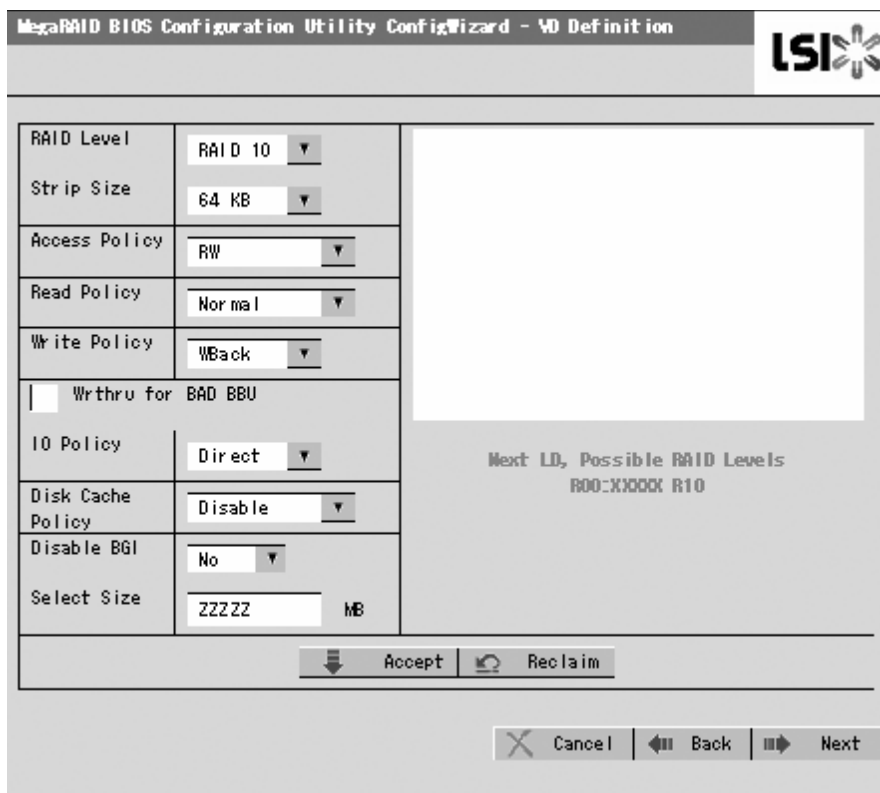 MegaRAID BIOS Configuration Utility ConfigWizard - VD Definition
LSI
RAID Level
RAID 10
Strip Size
64 KB
Access Policy
RW
Read Policy
Normal
Write Policy
WBack
Wrthru for BAD BBU
IO Policy
Direct
Disk Cache
Policy
Disable
Disable BGI
No
Select Size
ZZZZZ MB
Next LD, Possible RAID Levels
R00:XXXXX R10
Accept
Reclaim
Cancel
Back
Next